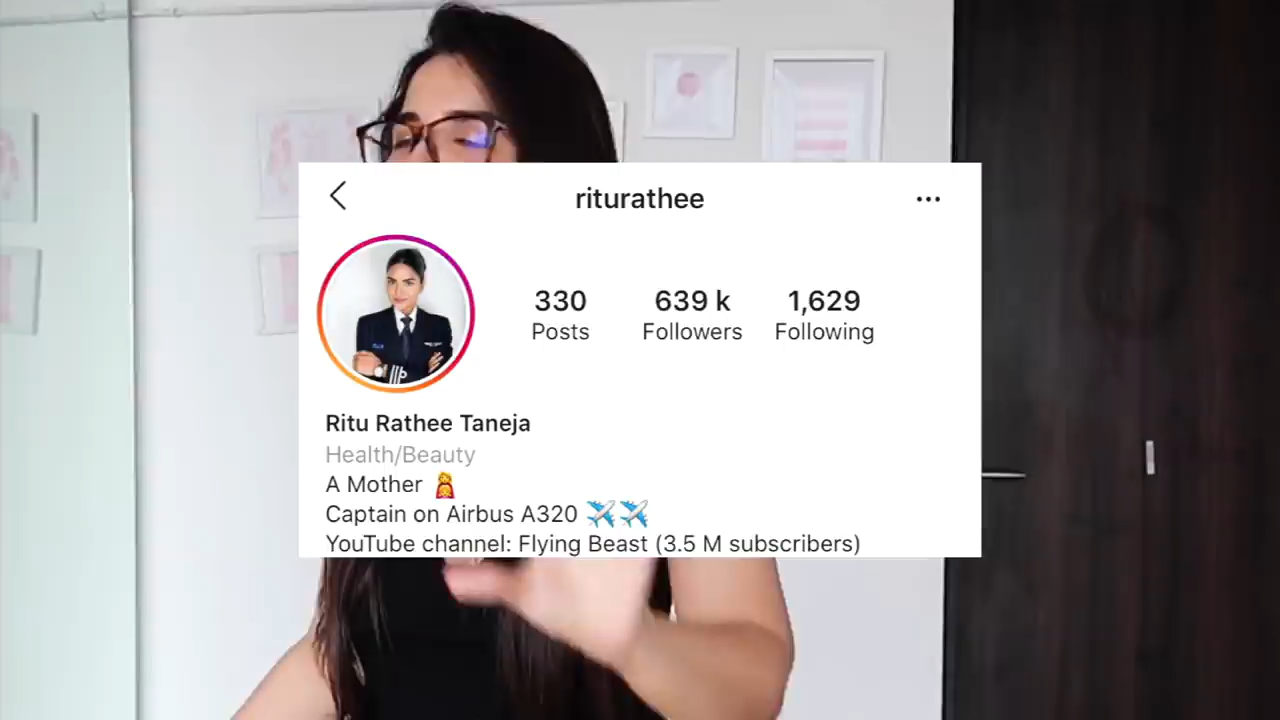 riturathee
330 639 k 1,629
Posts Followers Following
Ritu Rathee Taneja
Health/Beauty
A Mother
Captain on Airbus A320 ✈️✈️
YouTube channel: Flying Beast (3.5 M subscribers)